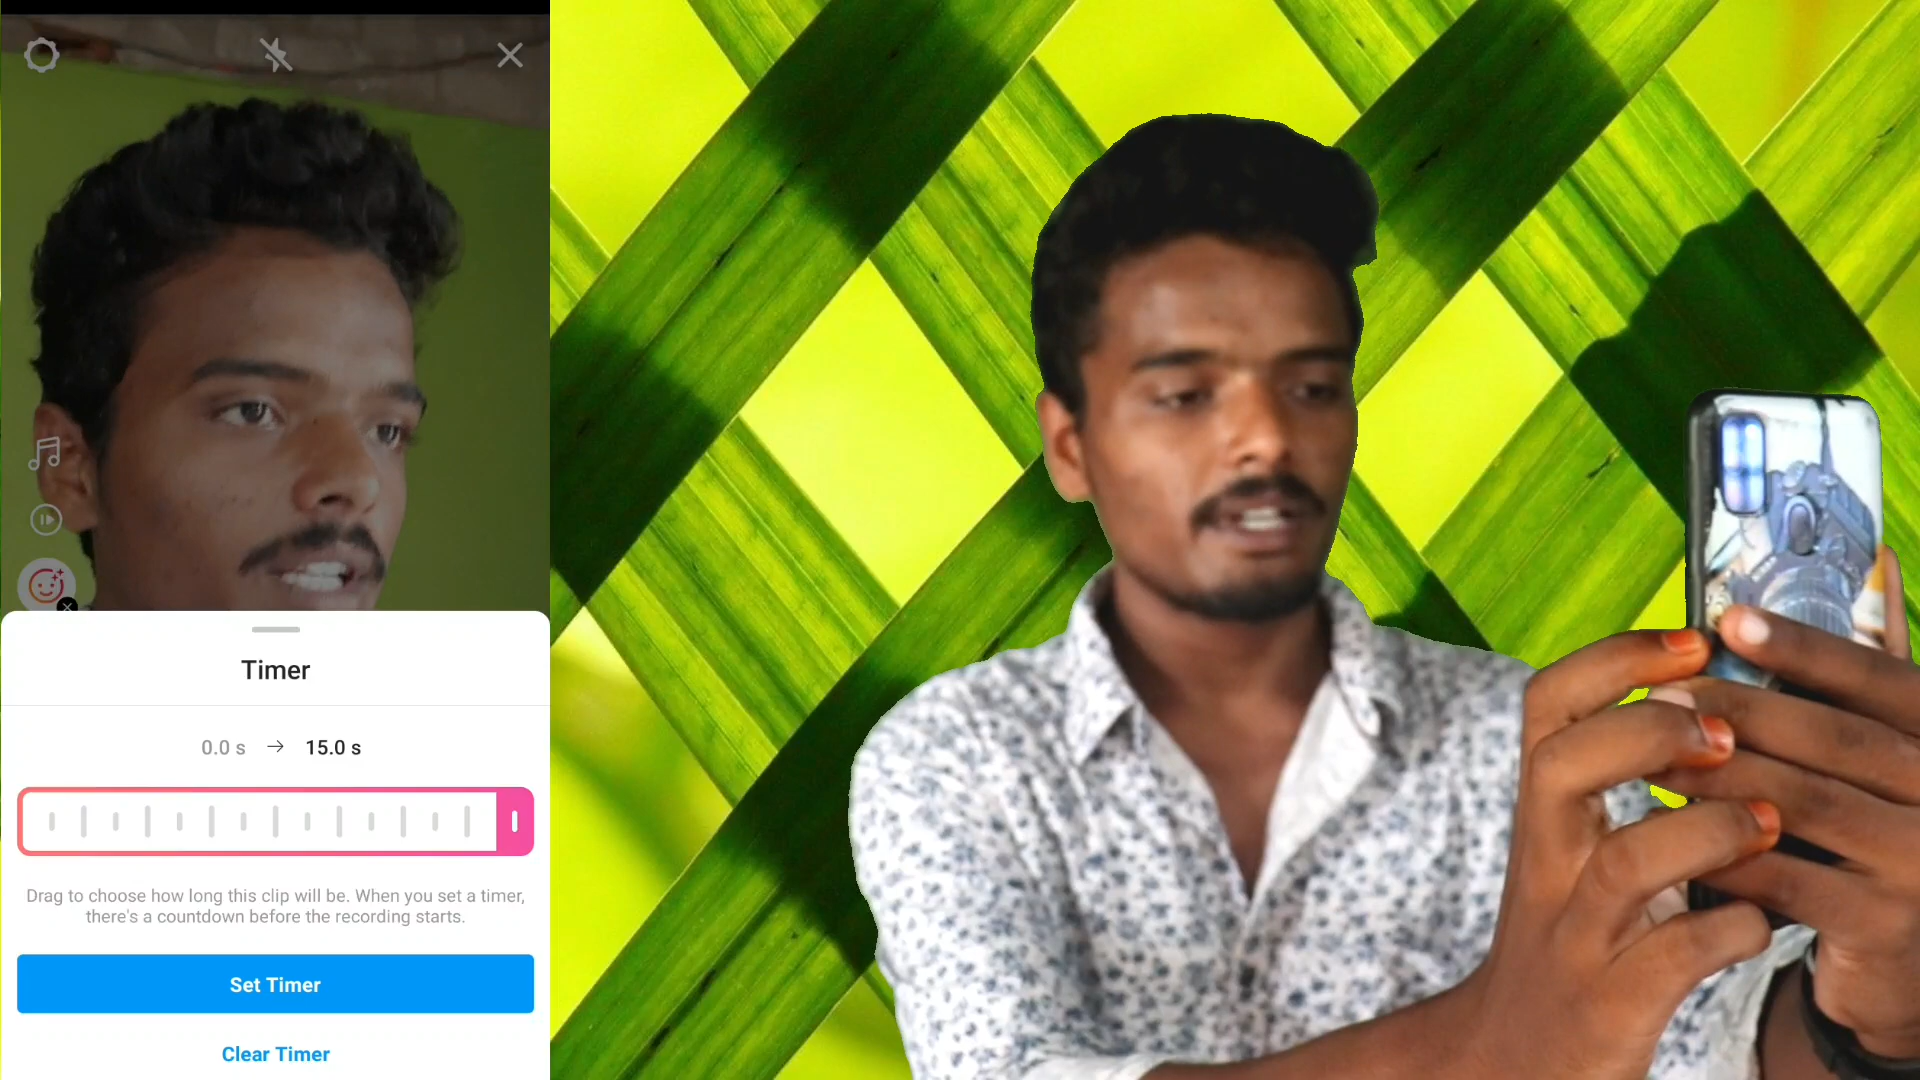 Timer
0.0 s → 15.0 s
Drag to choose how long this clip will be. When you set a timer,
there's a countdown before the recording starts.
Set Timer
Clear Timer